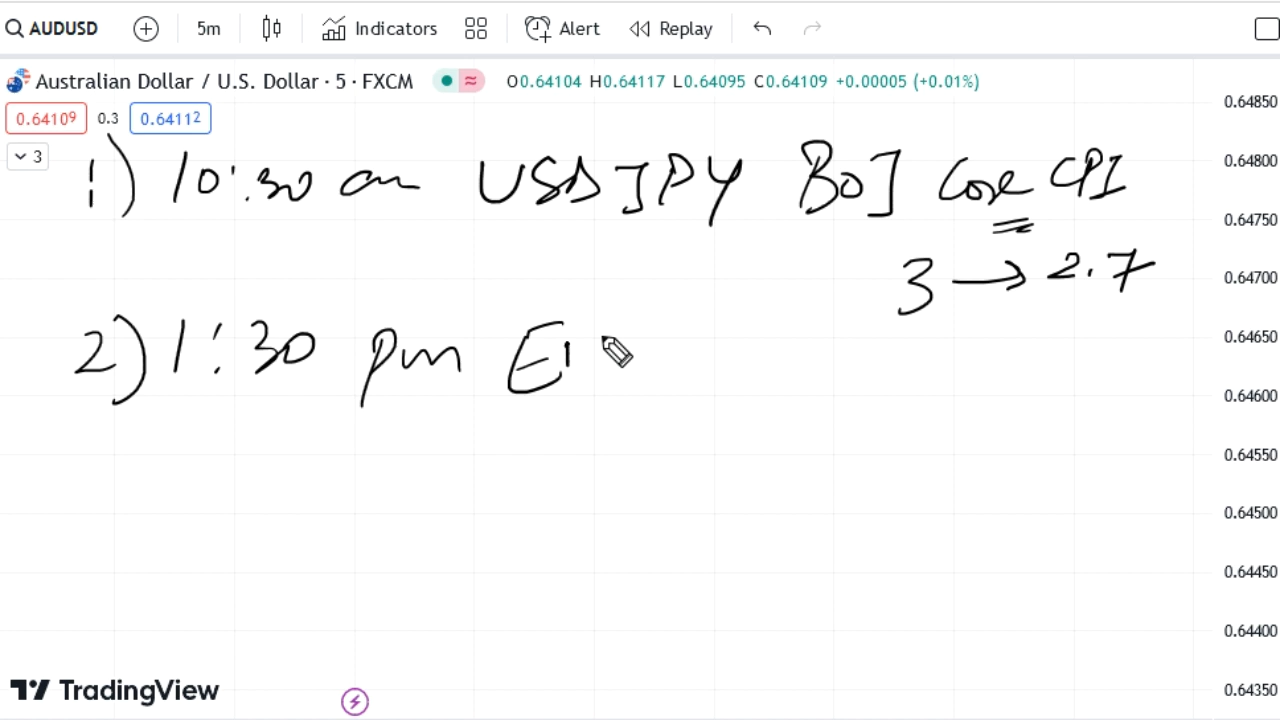 AUDUSD 5m Indicators Alert Replay
Australian Dollar / U.S. Dollar · 5 · FXCM ≈ O0.64104 H0.64117 L0.64095 C0.64109 +0.00005 (+0.01%)
0.64109 0.3 0.64112
3
1) 10:30 am USDJPY BOJ Core CPI
3 → 2.7
2) 1:30 pm
0.64850
0.64800
0.64750
0.64700
0.64650
0.64600
0.64550
0.64500
0.64450
0.64400
0.64350
TradingView